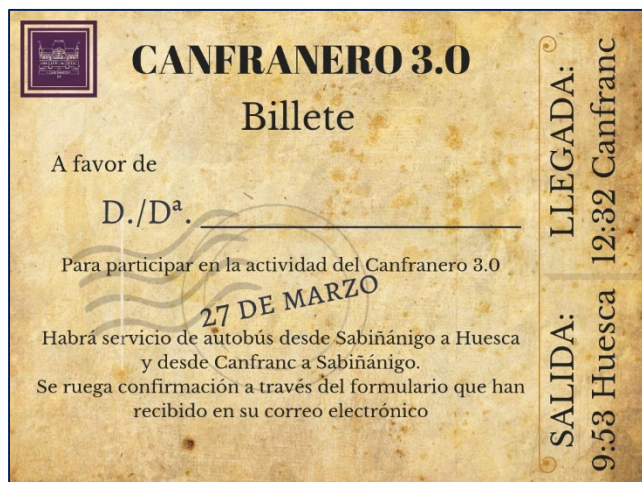 CANFRANERO 3.0
Billete
A favor de
D./Dª.
Para participar en la actividad del Canfranero 3.0
27 DE MARZO
Habrá servicio de autobús desde Sabiñánigo a Huesca
y desde Canfranc a Sabiñánigo.
Se ruega confirmación a través del formulario que han
recibido en su correo electrónico
SALIDA:
9:53 Huesca
LLEGADA:
12:32 Canfranc